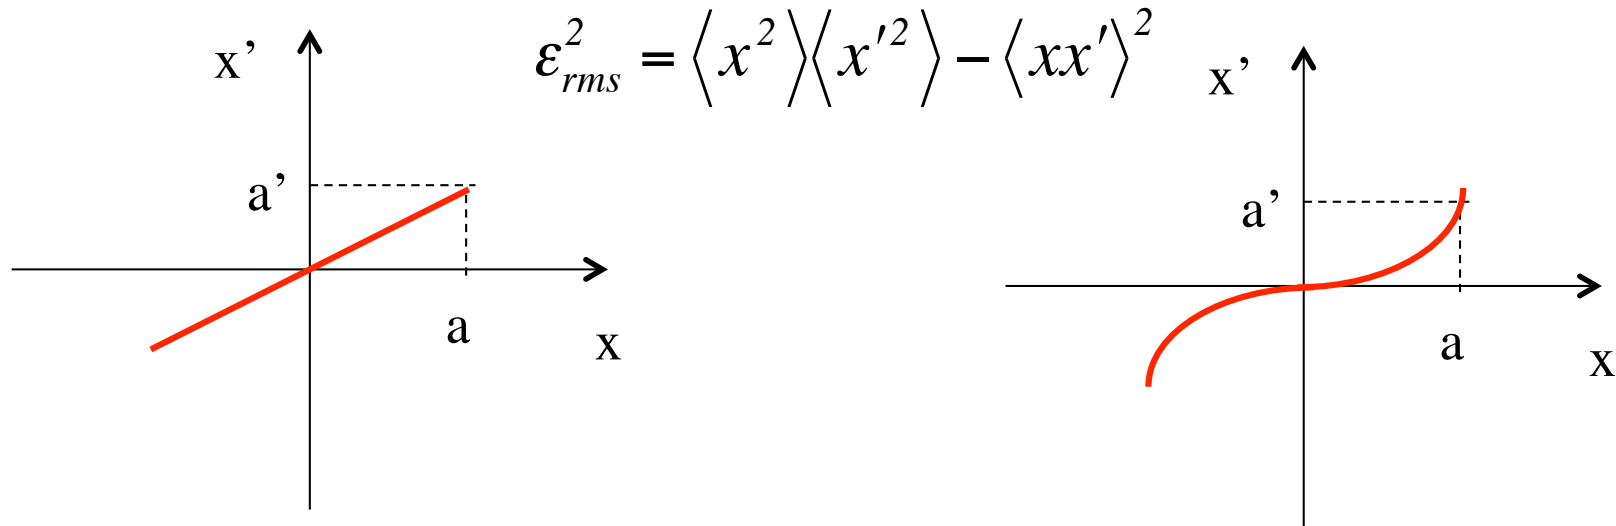 x’
ε²rms = ⟨x²⟩⟨x′²⟩ − ⟨xx′⟩²
x’
a’
a’
a
x
a
x